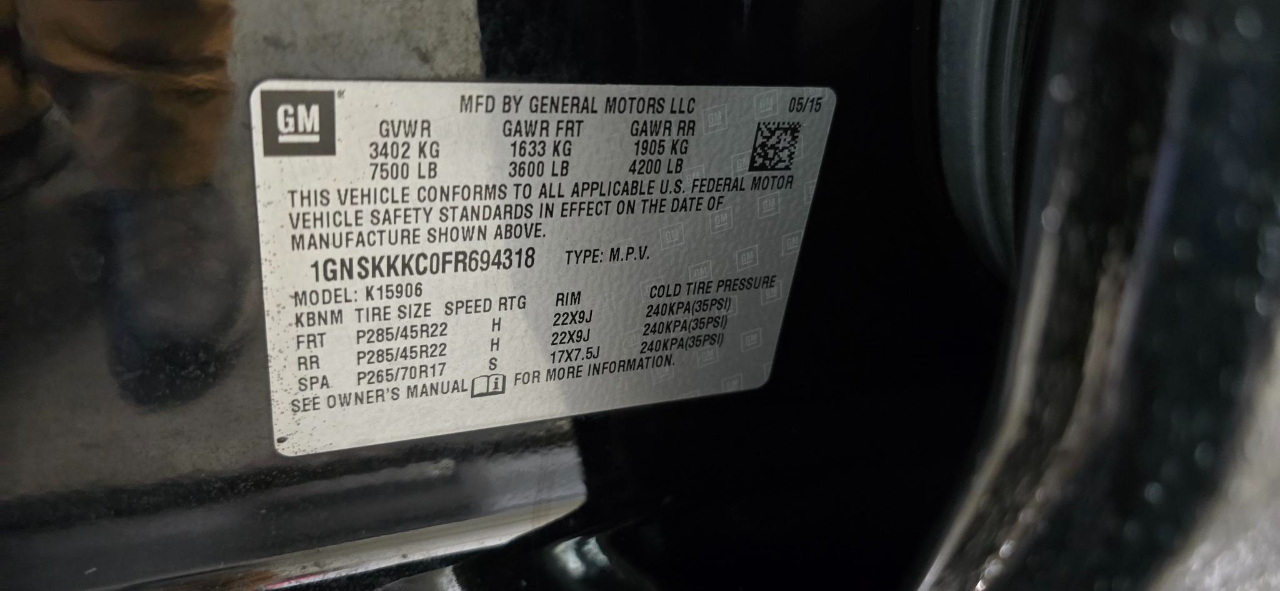 GM
MFD BY GENERAL MOTORS LLC 05/15
GVWR GAWR FRT GAWR RR
3402 KG 1633 KG 1905 KG
7500 LB 3600 LB 4200 LB
THIS VEHICLE CONFORMS TO ALL APPLICABLE U.S. FEDERAL MOTOR
VEHICLE SAFETY STANDARDS IN EFFECT ON THE DATE OF
MANUFACTURE SHOWN ABOVE.
1GNSKKKC0FR694318 TYPE: M.P.V.
MODEL: K15906
KBNM TIRE SIZE SPEED RTG RIM COLD TIRE PRESSURE
FRT P285/45R22 H 22X9J 240KPA(35PSI)
RR P285/45R22 H 22X9J 240KPA(35PSI)
SPA P265/70R17 S 17X7.5J 240KPA(35PSI)
SEE OWNER'S MANUAL FOR MORE INFORMATION.